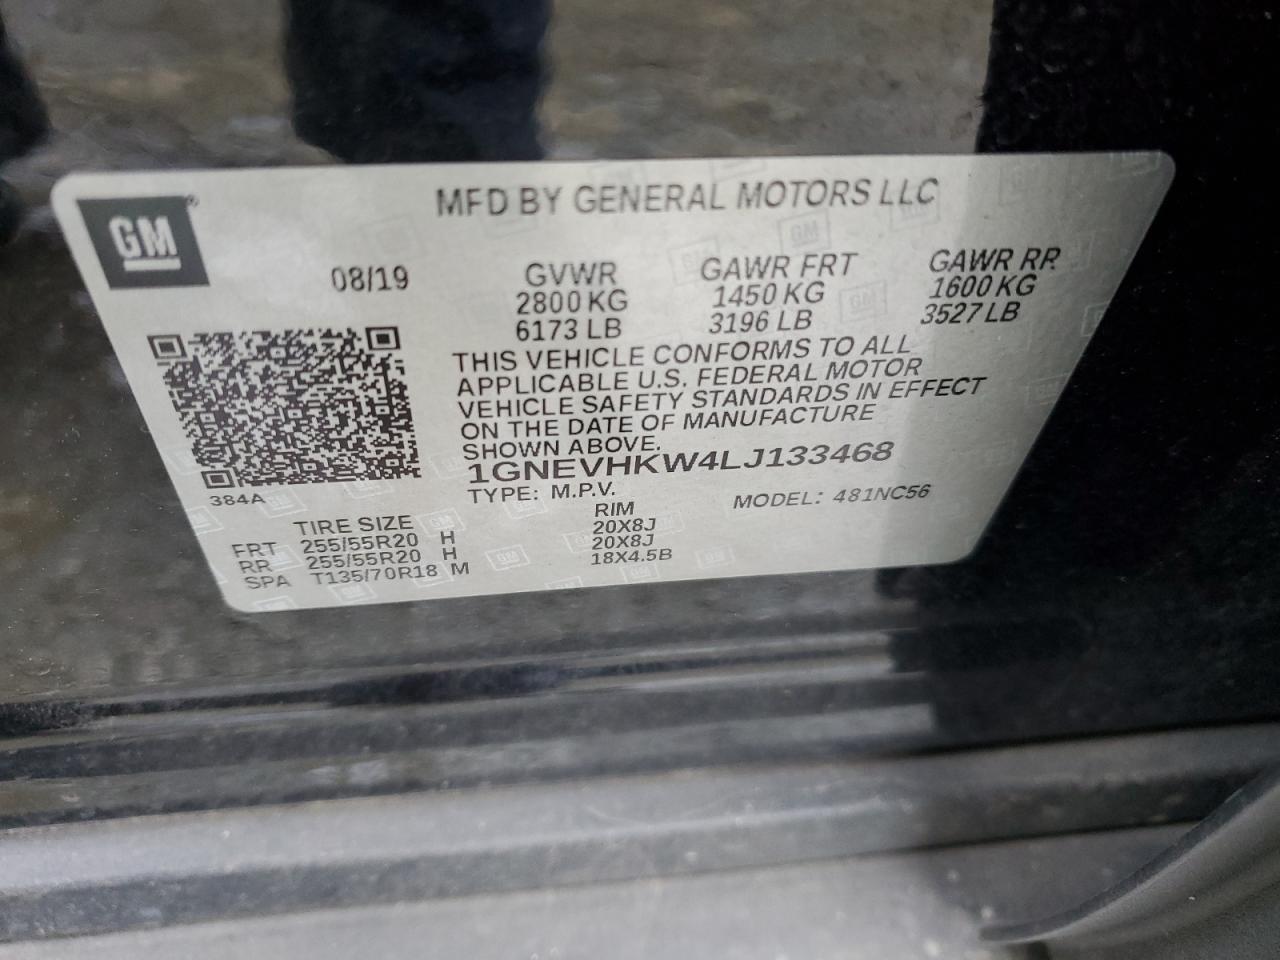 GM
MFD BY GENERAL MOTORS LLC
08/19
GVWR
2800 KG
6173 LB
GAWR FRT
1450 KG
3196 LB
GAWR RR
1600 KG
3527 LB
THIS VEHICLE CONFORMS TO ALL
APPLICABLE U.S. FEDERAL MOTOR
VEHICLE SAFETY STANDARDS IN EFFECT
ON THE DATE OF MANUFACTURE
SHOWN ABOVE.
1GNEVHKW4LJ133468
TYPE: M.P.V.
MODEL: 481NC56
384A
TIRE SIZE RIM
FRT 255/55R20 H 20X8J
RR 255/55R20 H 20X8J
SPA T135/70R18 M 18X4.5B